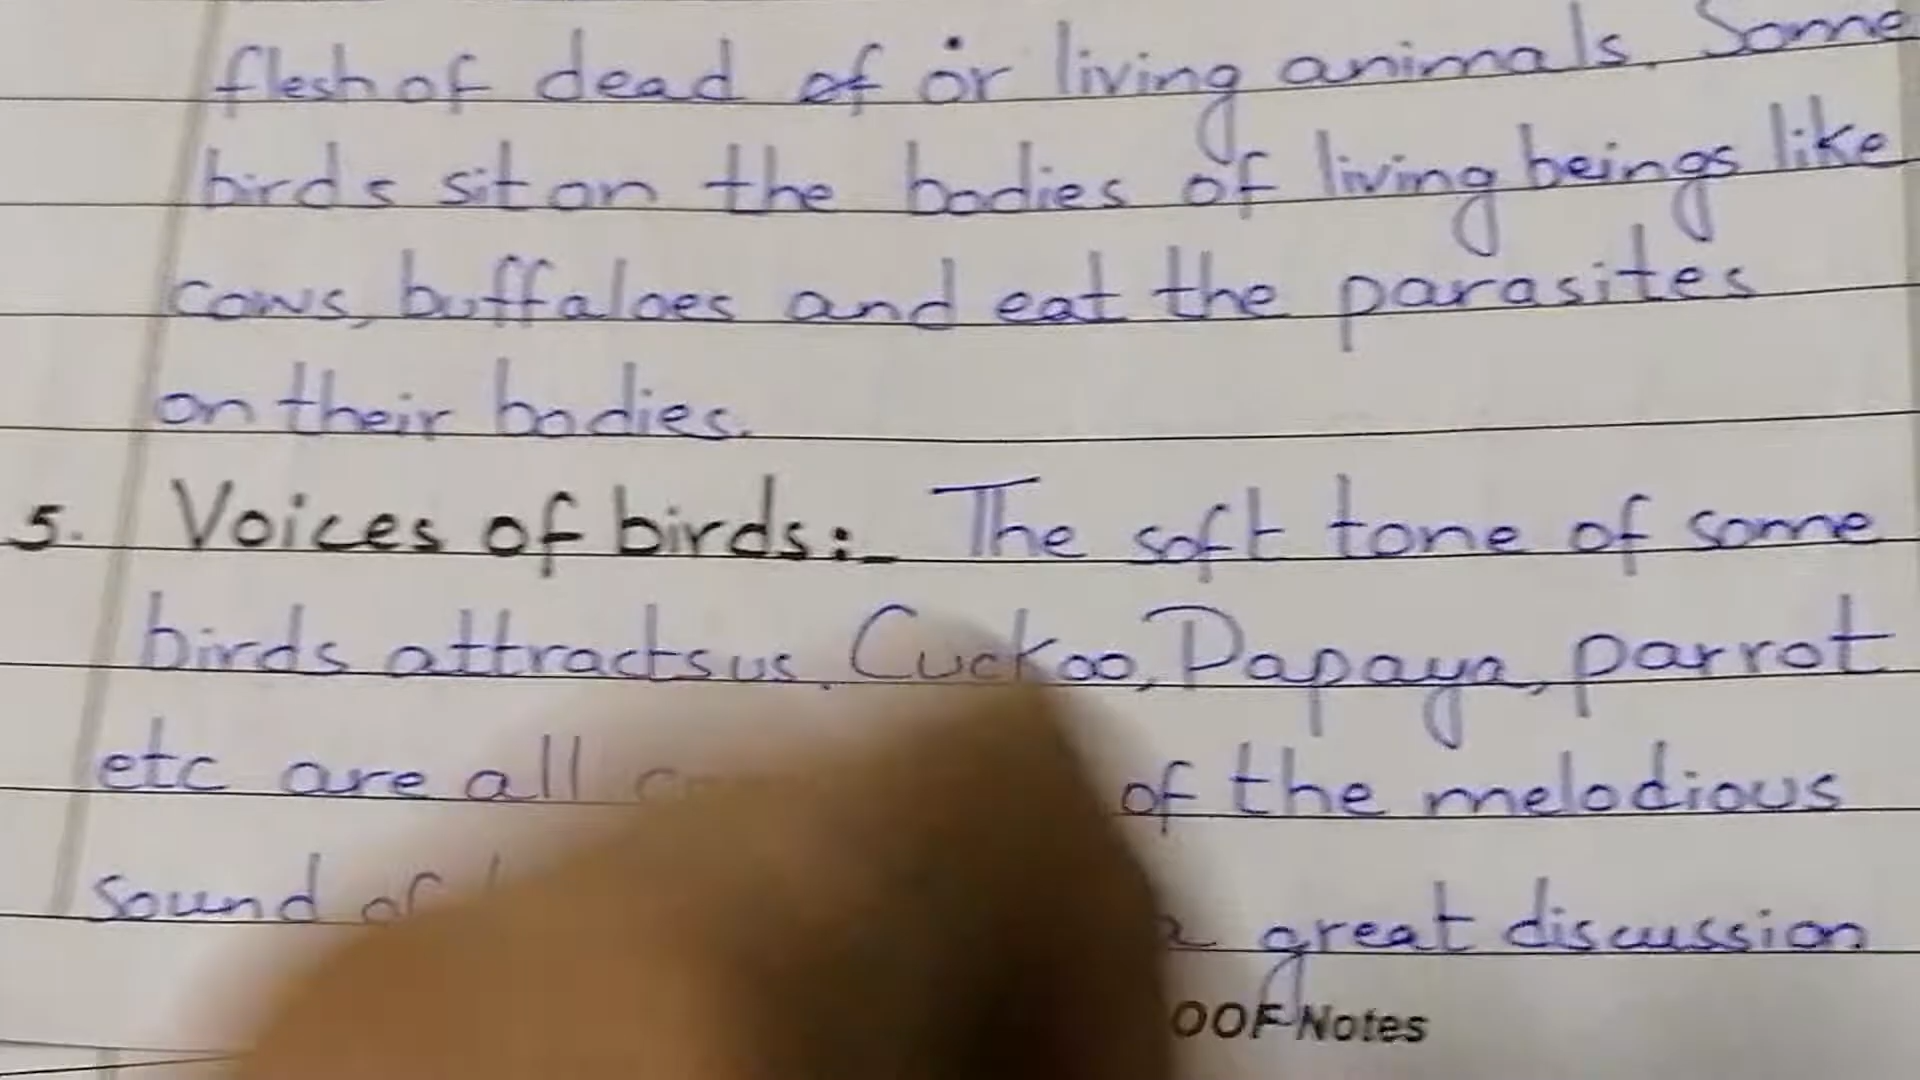 flesh of dead of or living animals. Some
birds sit on the bodies of living beings like
cows, buffaloes and eat the parasites
on their bodies.
5. Voices of birds:- The soft tone of some
birds attracts us. Cuckoo, Papaya, parrot
etc are all of the melodious
sound of great discussion
OOF Notes